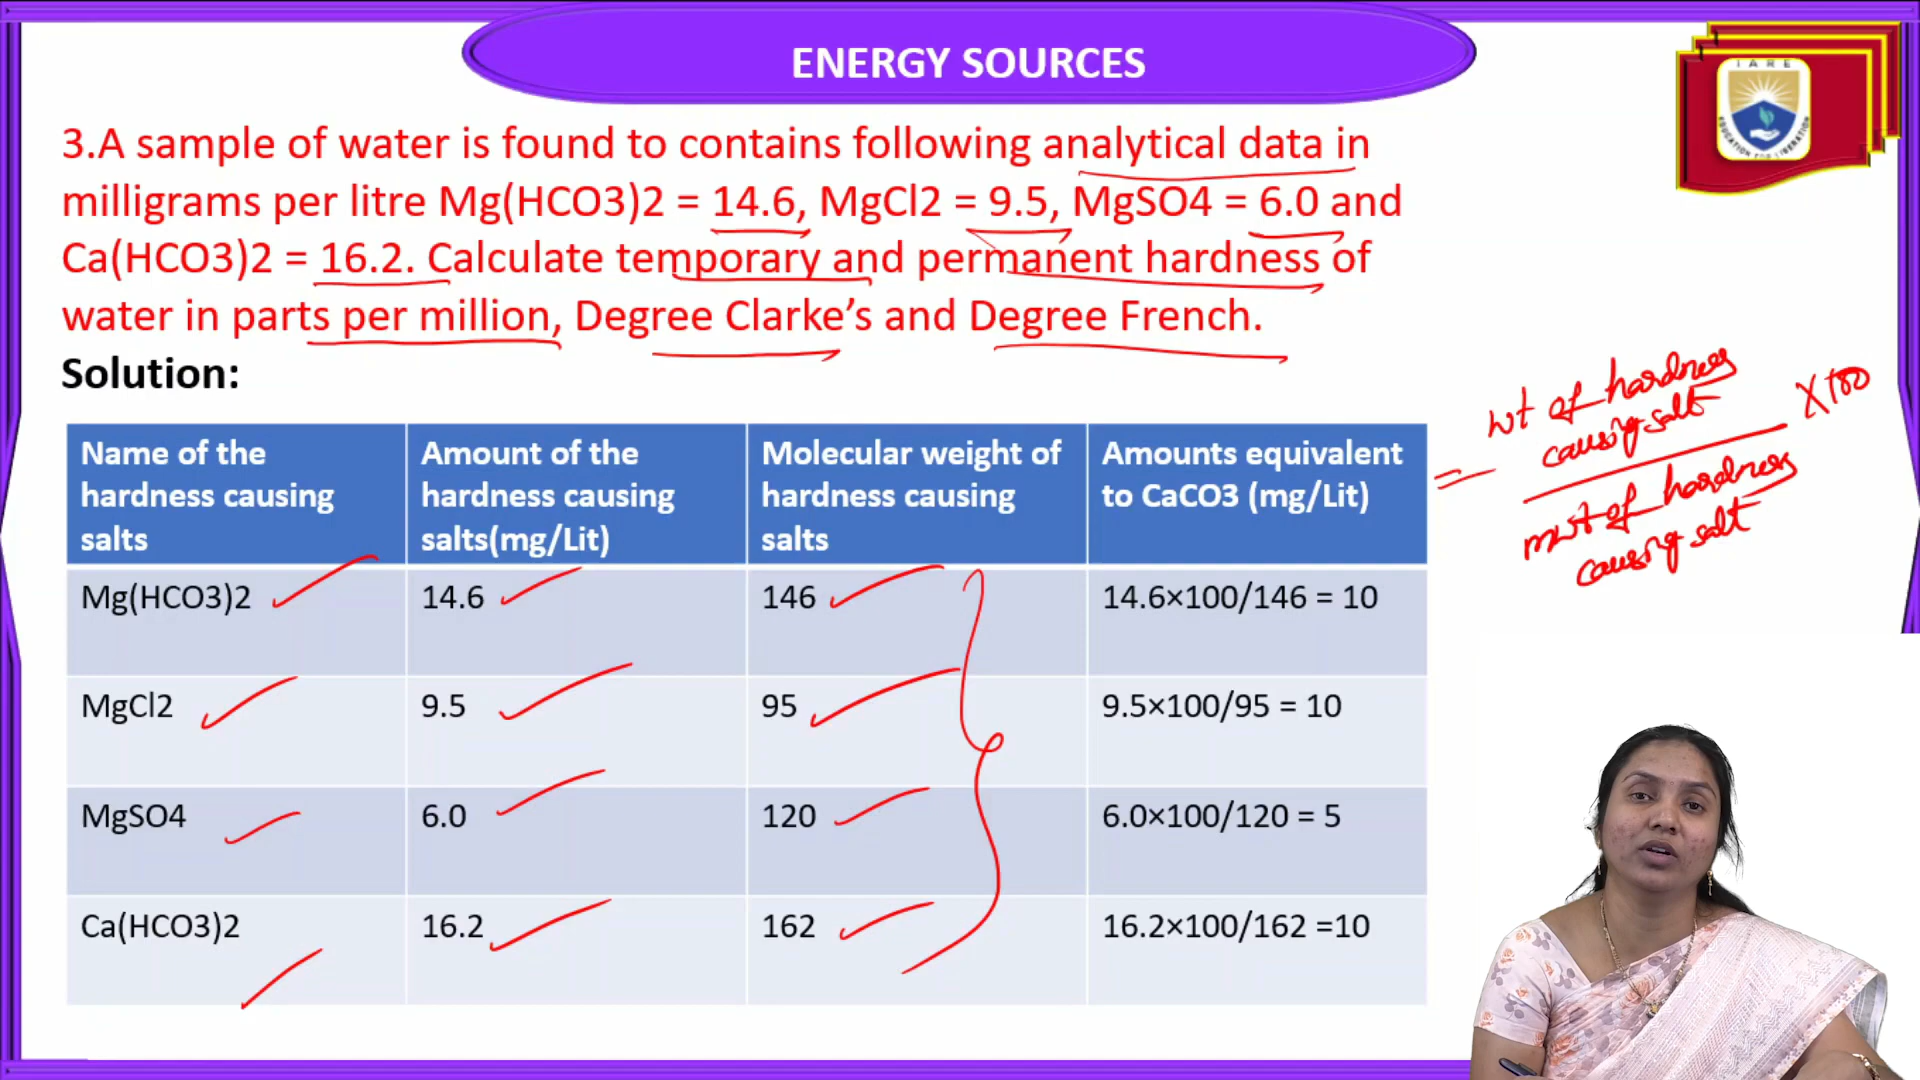 ENERGY SOURCES
IARE
EDUCATION FOR LIBERATION
3.A sample of water is found to contains following analytical data in
milligrams per litre Mg(HCO3)2 = 14.6, MgCl2 = 9.5, MgSO4 = 6.0 and
Ca(HCO3)2 = 16.2. Calculate temporary and permanent hardness of
water in parts per million, Degree Clarke’s and Degree French.
Solution:
Name of the hardness causing salts
Amount of the hardness causing salts(mg/Lit)
Molecular weight of hardness causing salts
Amounts equivalent to CaCO3 (mg/Lit)
Mg(HCO3)2 14.6 146 14.6×100/146 = 10
MgCl2 9.5 95 9.5×100/95 = 10
MgSO4 6.0 120 6.0×100/120 = 5
Ca(HCO3)2 16.2 162 16.2×100/162 =10
= wt of hardness
causing salt
X 100
mwt of hardness
causing salt